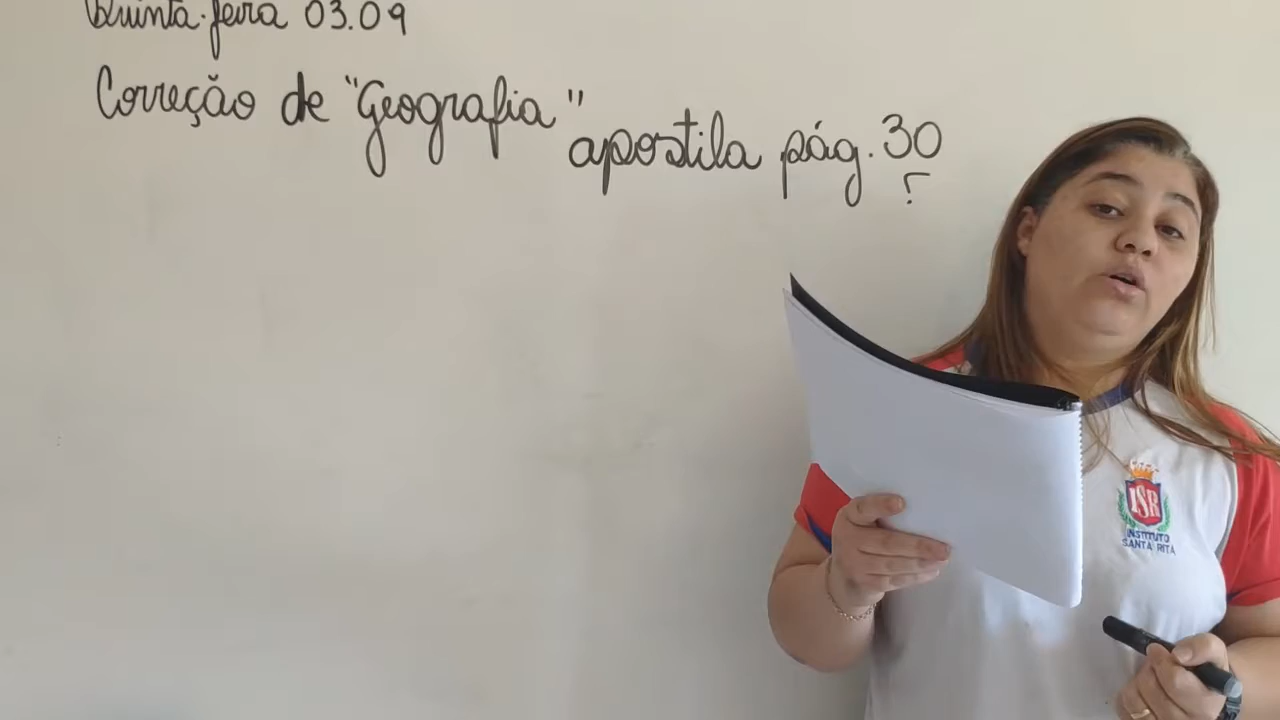 Quinta-feira 03.09
Correção de "Geografia"
apostila pág. 30
ISR
INSTITUTO
SANTA RITA